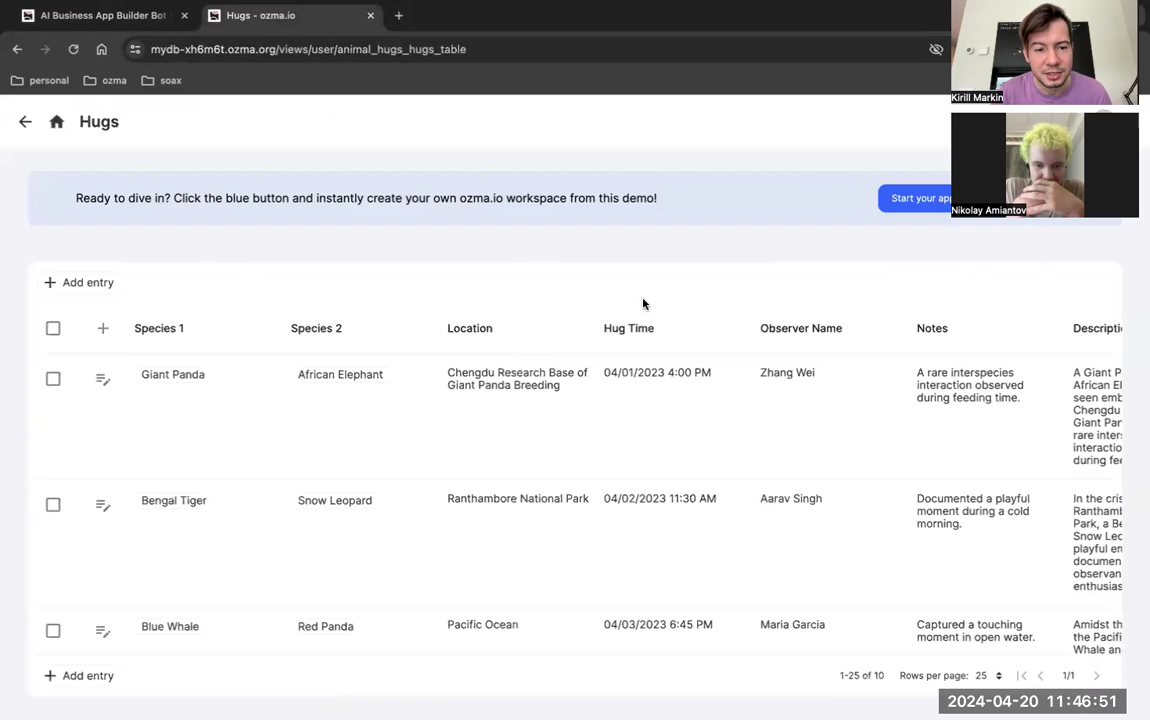 AI Business App Builder Bot
Hugs - ozma.io
mydb-xh6m6t.ozma.org/views/user/animal_hugs_hugs_table
personal
ozma
soax
Kirill Markin
Nikolay Amiantov
Hugs
Ready to dive in? Click the blue button and instantly create your own ozma.io workspace from this demo!
Start your app
Add entry
Species 1
Species 2
Location
Hug Time
Observer Name
Notes
Descripti
Giant Panda
African Elephant
Chengdu Research Base of
Giant Panda Breeding
04/01/2023 4:00 PM
Zhang Wei
A rare interspecies
interaction observed
during feeding time.
A Giant P
African El
seen emb
Chengdu
Giant Par
rare inters
interactio
during fee
Bengal Tiger
Snow Leopard
Ranthambore National Park
04/02/2023 11:30 AM
Aarav Singh
Documented a playful
moment during a cold
morning.
In the cris
Ranthamb
Park, a Be
Snow Leo
playful en
documen
observan
enthusias
Blue Whale
Red Panda
Pacific Ocean
04/03/2023 6:45 PM
Maria Garcia
Captured a touching
moment in open water.
Amidst th
the Pacifi
Whale and
Add entry
1-25 of 10
Rows per page: 25
1/1
2024-04-20 11:46:51